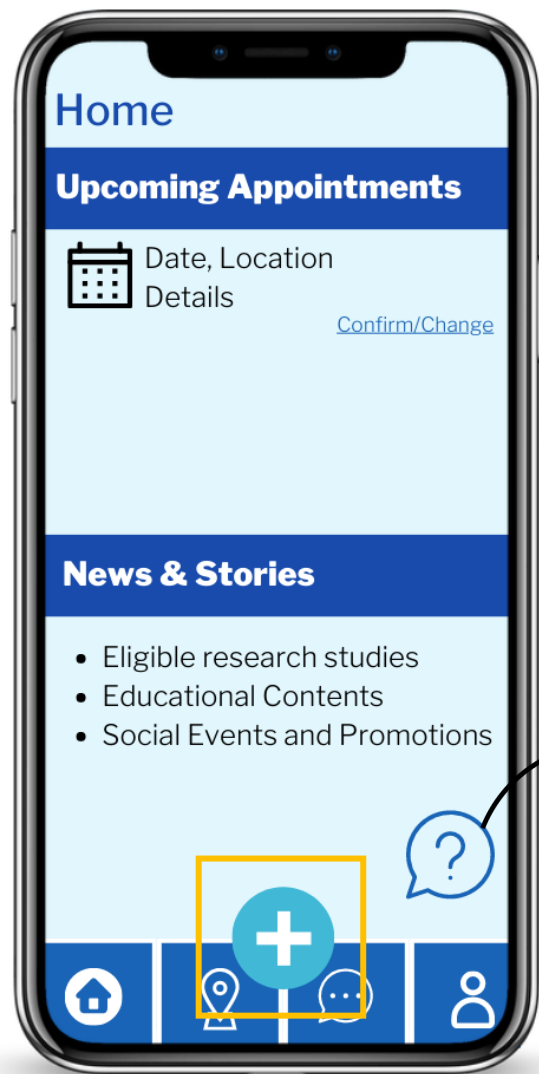 Home
Upcoming Appointments
Date, Location
Details
Confirm/Change
News & Stories
• Eligible research studies
• Educational Contents
• Social Events and Promotions
?